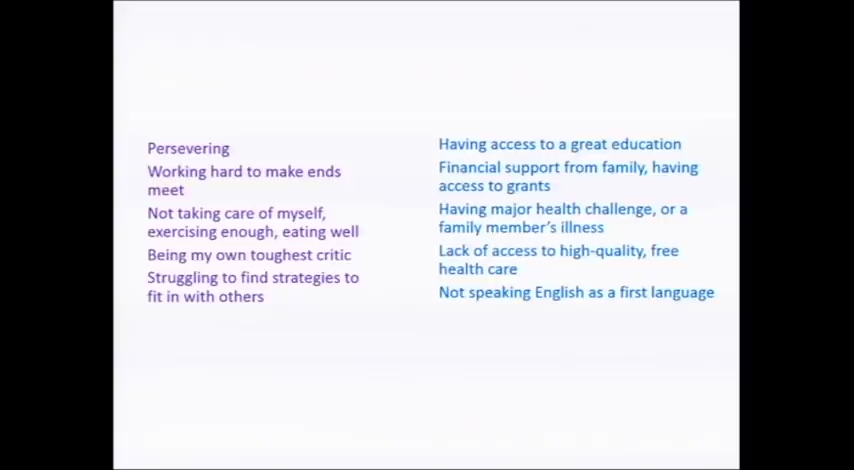 Persevering
Working hard to make ends
meet
Not taking care of myself,
exercising enough, eating well
Being my own toughest critic
Struggling to find strategies to
fit in with others
Having access to a great education
Financial support from family, having
access to grants
Having major health challenge, or a
family member's illness
Lack of access to high-quality, free
health care
Not speaking English as a first language